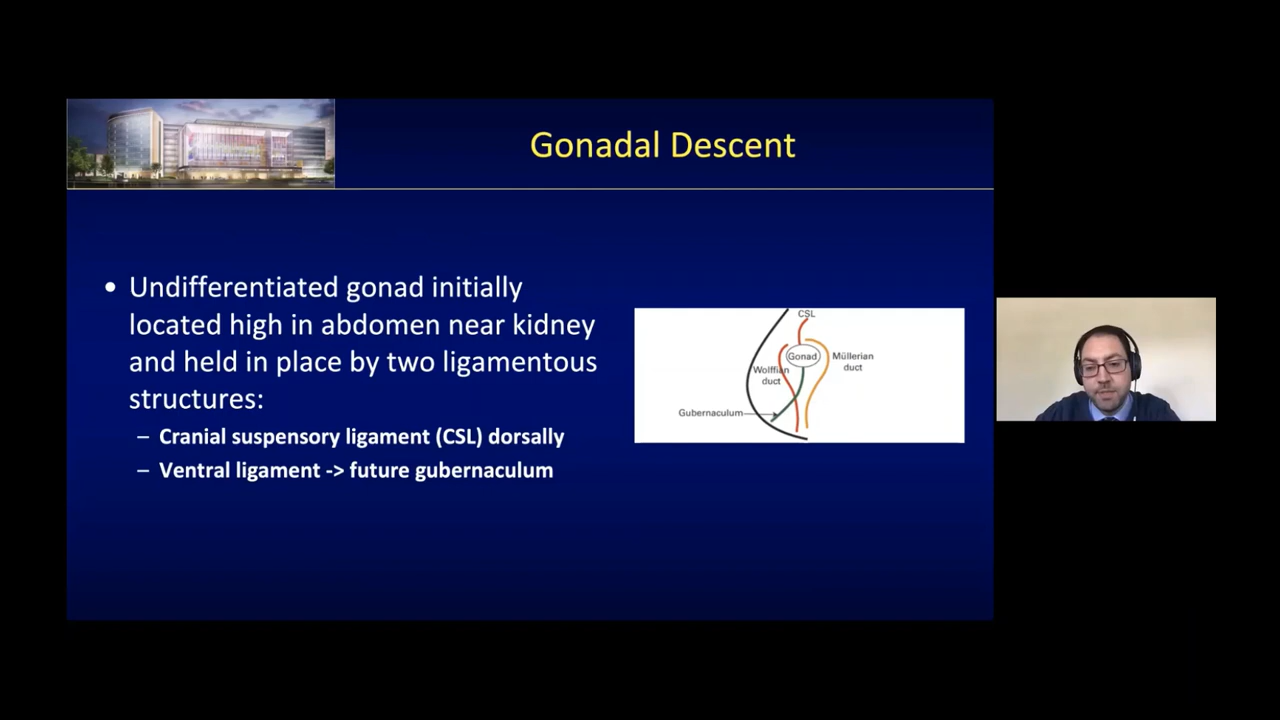 Gonadal Descent
• Undifferentiated gonad initially
located high in abdomen near kidney
and held in place by two ligamentous
structures:
– Cranial suspensory ligament (CSL) dorsally
– Ventral ligament -> future gubernaculum
CSL
Gonad
Müllerian
duct
Wolffian
duct
Gubernaculum